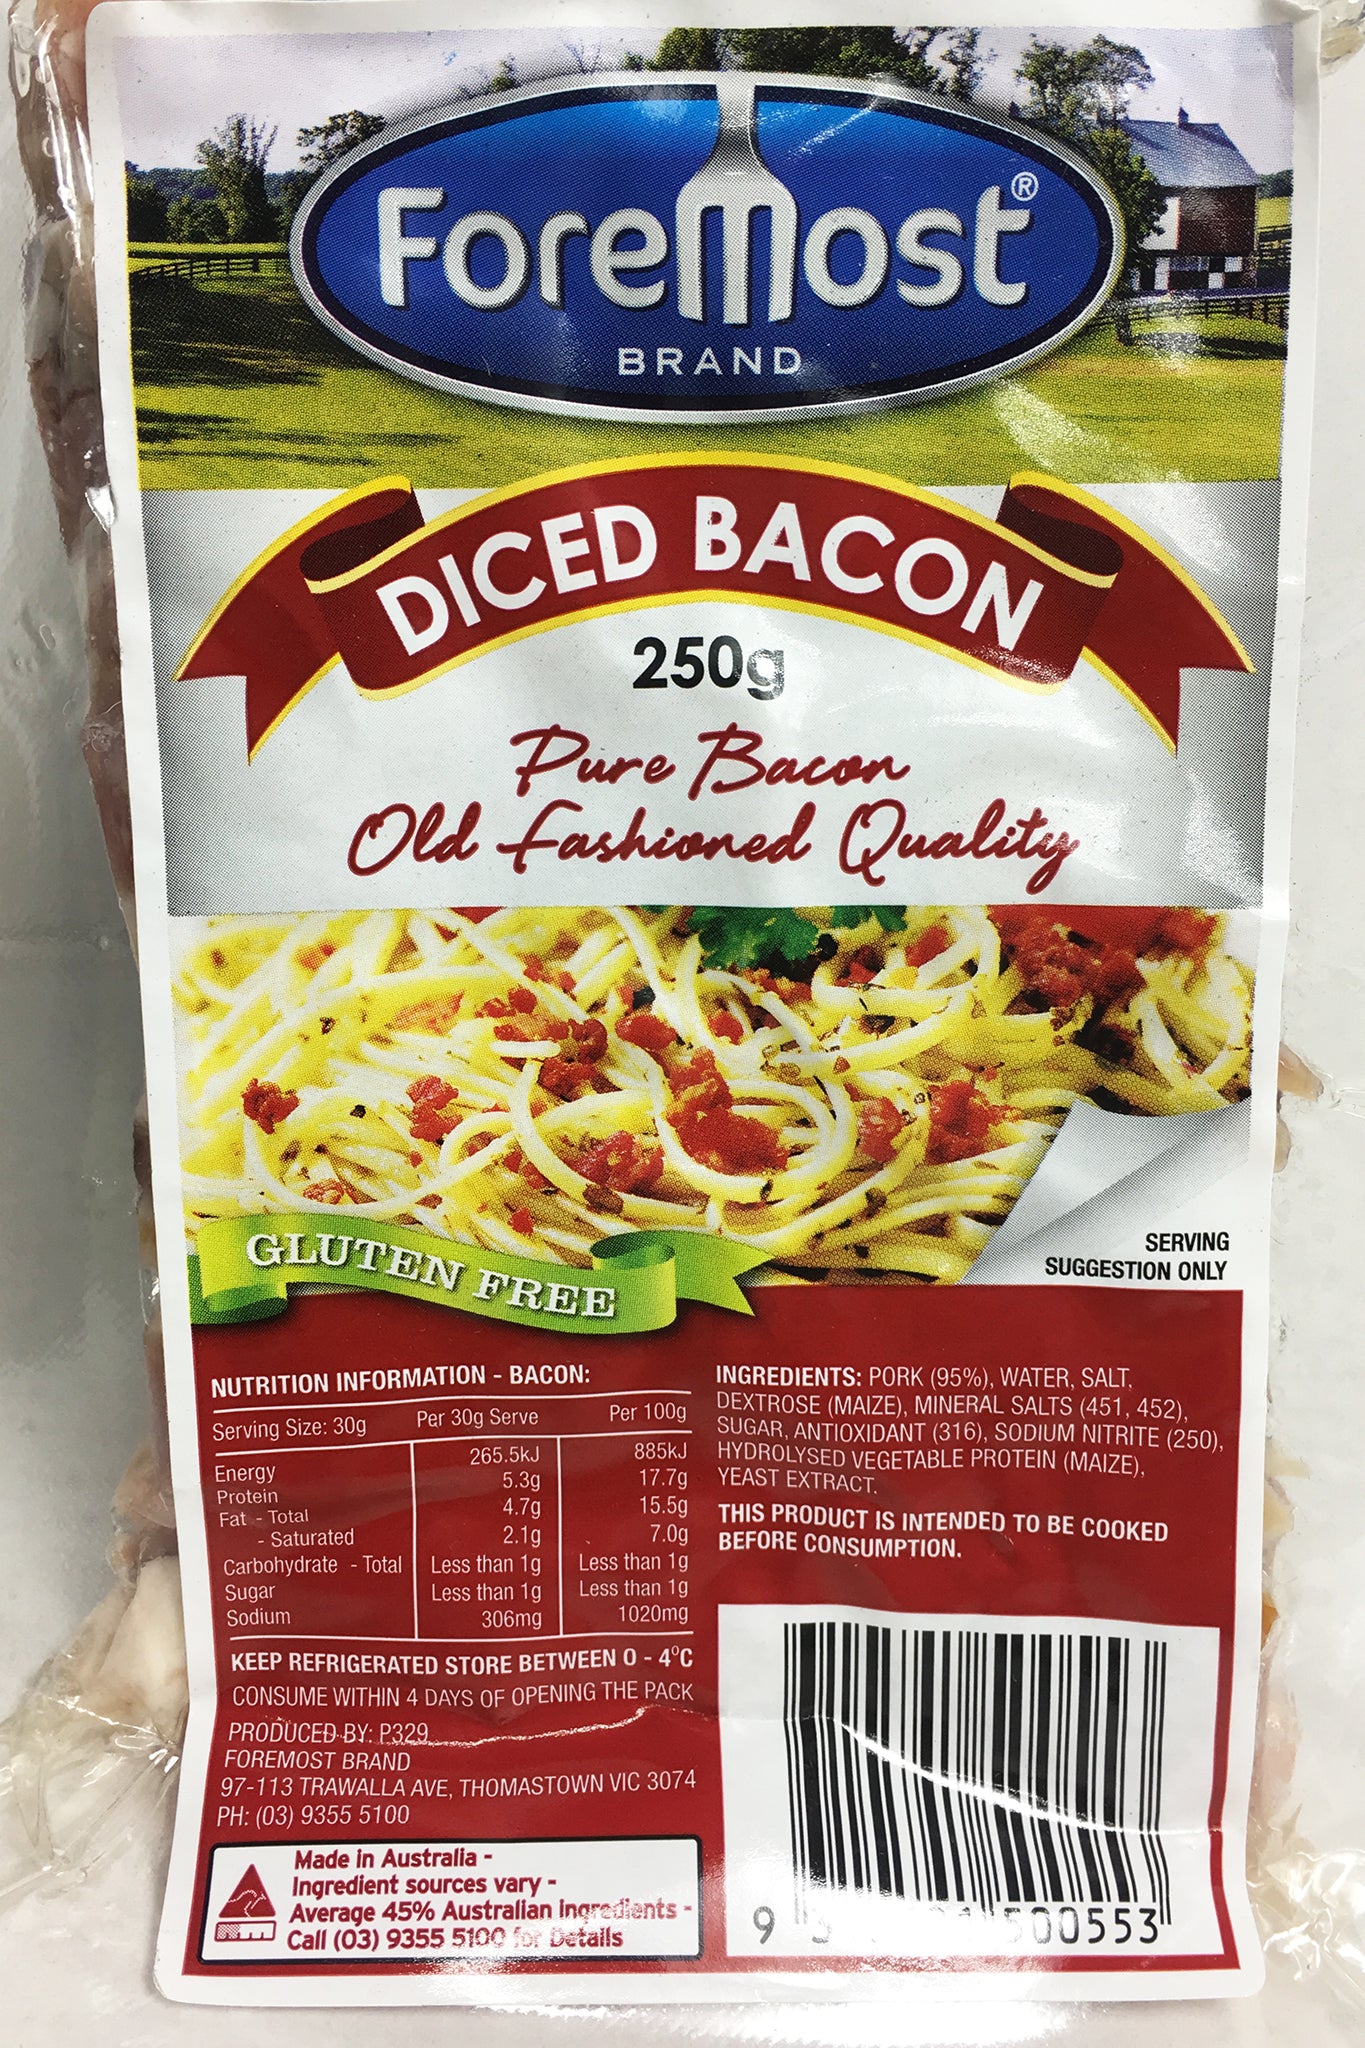 ForeMost®
BRAND
DICED BACON
250g
Pure Bacon
Old Fashioned Quality
GLUTEN FREE
SERVING
SUGGESTION ONLY
NUTRITION INFORMATION - BACON:
Serving Size: 30g Per 30g Serve Per 100g
Energy 265.5kJ 885kJ
Protein 5.3g 17.7g
Fat - Total 4.7g 15.5g
- Saturated 2.1g 7.0g
Carbohydrate - Total Less than 1g Less than 1g
Sugar Less than 1g Less than 1g
Sodium 306mg 1020mg
KEEP REFRIGERATED STORE BETWEEN 0 - 4°C
CONSUME WITHIN 4 DAYS OF OPENING THE PACK
PRODUCED BY: P329
FOREMOST BRAND
97-113 TRAWALLA AVE, THOMASTOWN VIC 3074
PH: (03) 9355 5100
Made in Australia -
Ingredient sources vary -
Average 45% Australian Ingredients -
Call (03) 9355 5100 for Details
INGREDIENTS: PORK (95%), WATER, SALT,
DEXTROSE (MAIZE), MINERAL SALTS (451, 452),
SUGAR, ANTIOXIDANT (316), SODIUM NITRITE (250),
HYDROLYSED VEGETABLE PROTEIN (MAIZE),
YEAST EXTRACT.
THIS PRODUCT IS INTENDED TO BE COOKED
BEFORE CONSUMPTION.
9 500553